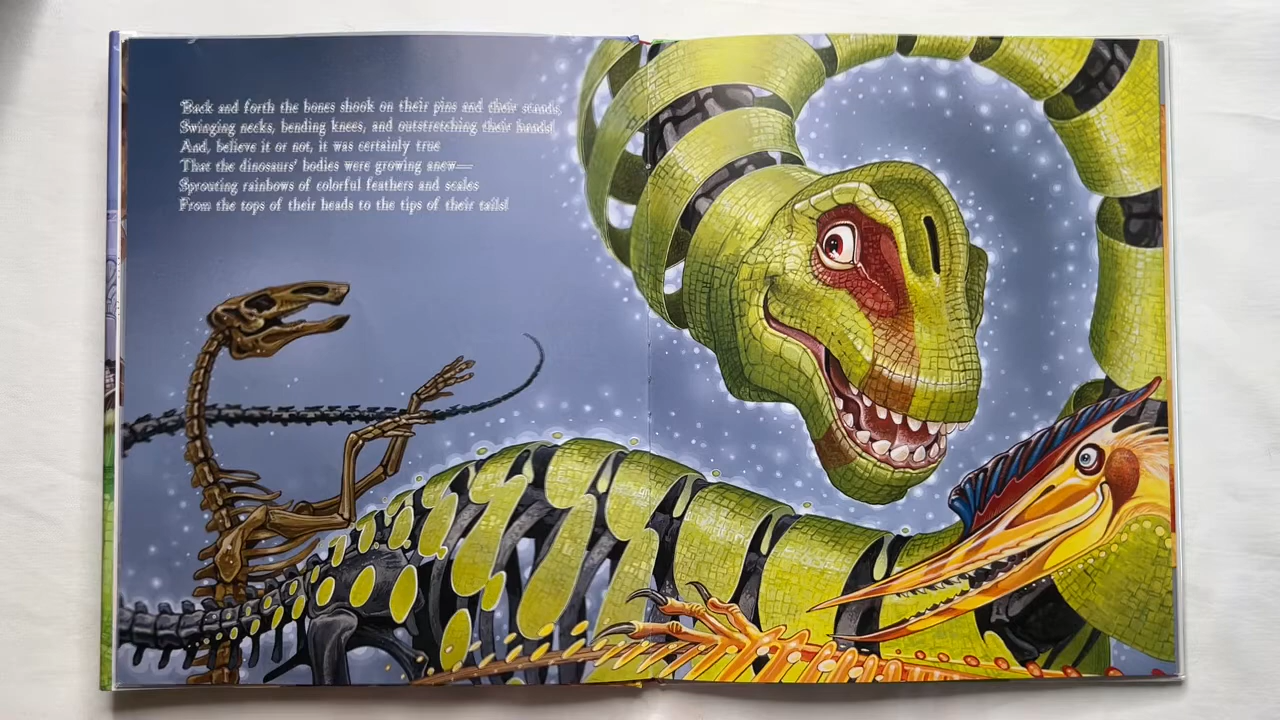 Back and forth the bones shook on their pins and their stands,
Swinging necks, bending knees, and outstretching their hands!
And, believe it or not, it was certainly true
That the dinosaurs' bodies were growing anew—
Sprouting rainbows of colorful feathers and scales
From the tops of their heads to the tips of their tails!